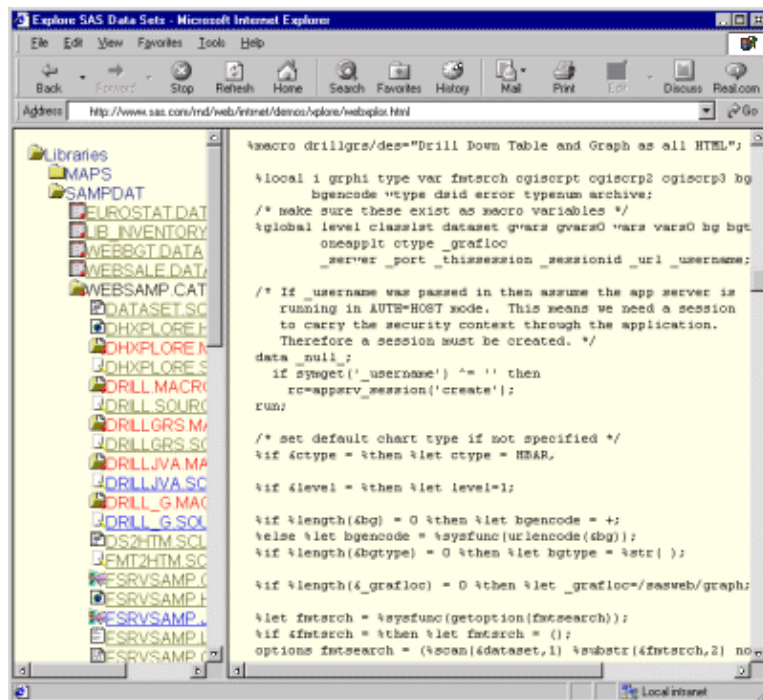 Explore SAS Data Sets - Microsoft Internet Explorer
File Edit View Favorites Tools Help
Back Forward Stop Refresh Home Search Favorites History Mail Print Edit Discuss Real.com
Address http://www.sas.com/rnd/web/intrnet/demos/xplore/webxplor.html Go
Libraries
MAPS
SAMPDAT
EUROSTAT.DAT
LIB_INVENTORY
WEBBGT.DATA
WEBSALE.DATA
WEBSAMP.CAT
DATASET.SC
DHXPLORE.H
DHXPLORE.M
DHXPLORE.S
DRILL.MACRO
DRILL.SOURC
DRILLGRS.MA
DRILLGRS.SO
DRILLJVA.MA
DRILLJVA.SC
DRILL_G.MAC
DRILL_G.SOU
DS2HTM.SCL
FMT2HTM.SCL
FSRVSAMP.
FSRVSAMP.H
FSRVSAMP.
FSRVSAMP.L
FSRVSAMP.
%macro drillgrs/des="Drill Down Table and Graph as all HTML";
%local i grphi type var fmtsrch cgiscrpt cgiscrp2 cgiscrp3 bg
bgencode vtype dsid error typenum archive;
/* make sure these exist as macro variables */
%global level classlst dataset gvars gvars0 vars vars0 bg bgt
oneapplt ctype _grafloc
_server _port _thissession _sessionid _url _username;
/* If _username was passed in then assume the app server is
running in AUTH=HOST mode. This means we need a session
to carry the security context through the application.
Therefore a session must be created. */
data _null_;
if symget('_username') ^= '' then
rc=appsrv_session('create');
run;
/* set default chart type if not specified */
%if &ctype = %then %let ctype = HBAR;
%if &level = %then %let level=1;
%if %length(&bg) = 0 %then %let bgencode = +;
%else %let bgencode = %sysfunc(urlencode(&bg));
%if %length(&bgtype) = 0 %then %let bgtype = %str( );
%if %length(&_grafloc) = 0 %then %let _grafloc=/sasweb/graph;
%let fmtsrch = %sysfunc(getoption(fmtsearch));
%if &fmtsrch = %then %let fmtsrch = ();
options fmtsearch = (%scan(&dataset,1) %substr(&fmtsrch,2) no
Local intranet